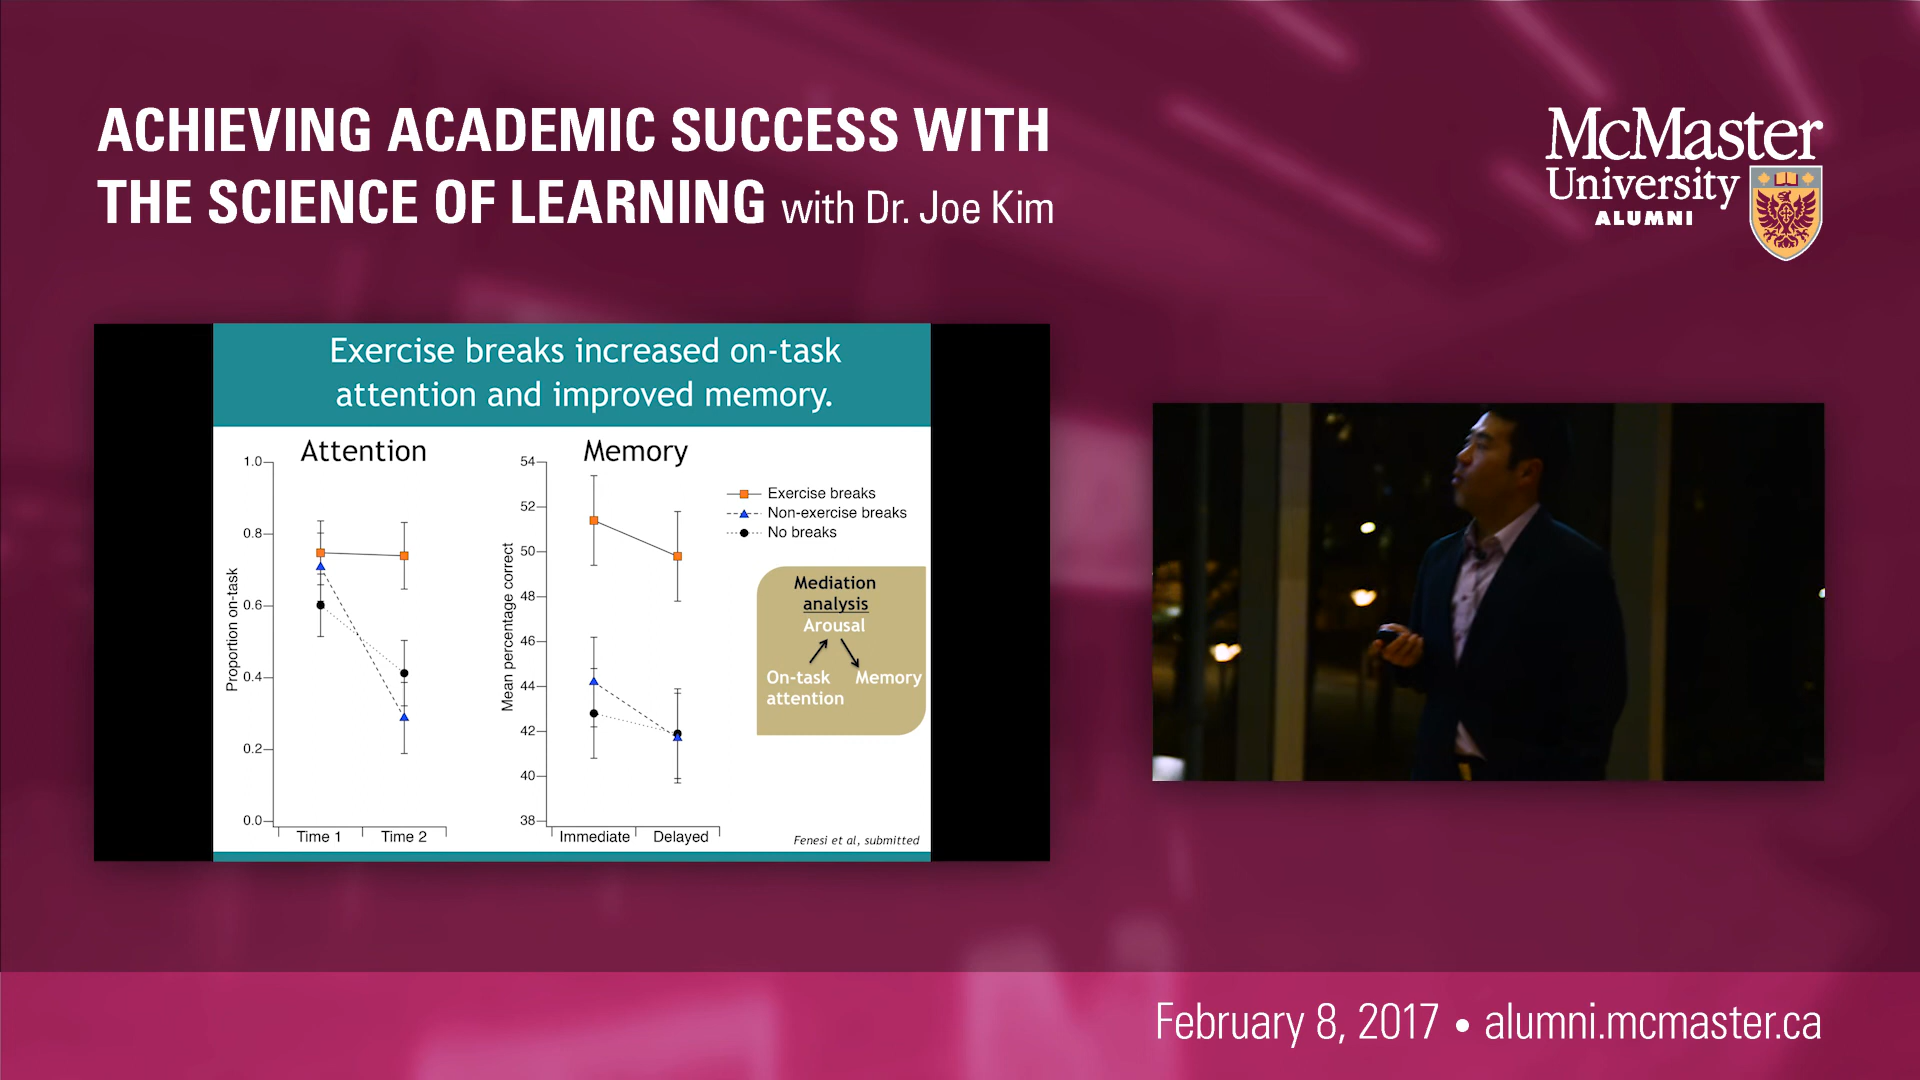 ACHIEVING ACADEMIC SUCCESS WITH
THE SCIENCE OF LEARNING with Dr. Joe Kim
McMaster
University
ALUMNI
Exercise breaks increased on-task
attention and improved memory.
Attention
1.0
0.8
0.6
0.4
0.2
0.0
Proportion on-task
Time 1
Time 2
Memory
54
52
50
48
46
44
42
40
38
Mean percentage correct
Immediate
Delayed
Exercise breaks
Non-exercise breaks
No breaks
Mediation
analysis
Arousal
On-task
attention
Memory
Fenesi et al, submitted
February 8, 2017 • alumni.mcmaster.ca